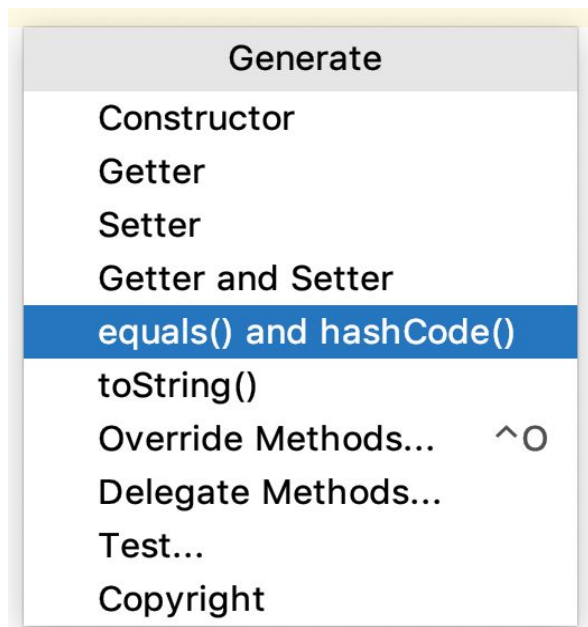 Generate
Constructor
Getter
Setter
Getter and Setter
equals() and hashCode()
toString()
Override Methods... ^O
Delegate Methods...
Test...
Copyright